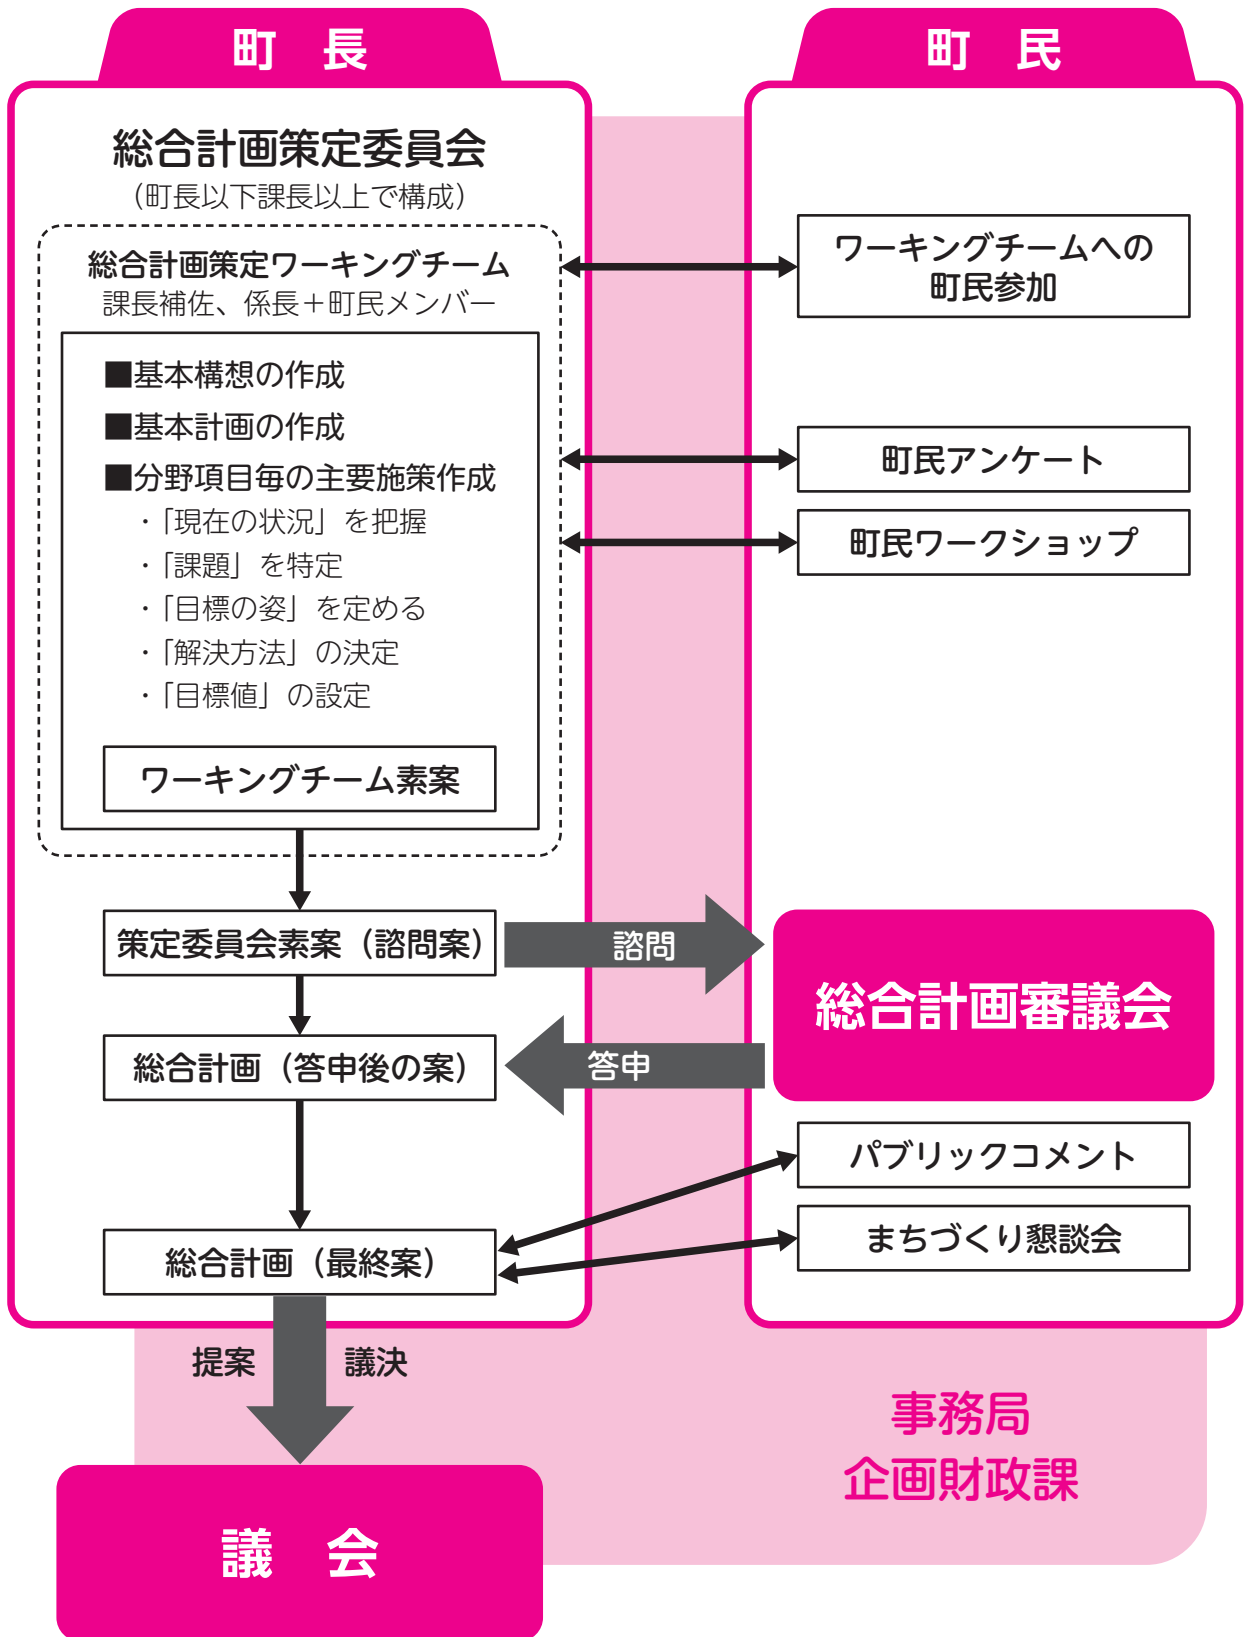 町　長
総合計画策定委員会
（町長以下課長以上で構成）
総合計画策定ワーキングチーム
課長補佐、係長＋町民メンバー
■基本構想の作成
■基本計画の作成
■分野項目毎の主要施策作成
・「現在の状況」を把握
・「課題」を特定
・「目標の姿」を定める
・「解決方法」の決定
・「目標値」の設定
ワーキングチーム素案
策定委員会素案（諮問案）
総合計画（答申後の案）
総合計画（最終案）
諮問
答申
町　民
ワーキングチームへの
町民参加
町民アンケート
町民ワークショップ
総合計画審議会
パブリックコメント
まちづくり懇談会
提案　議決
議　会
事務局
企画財政課